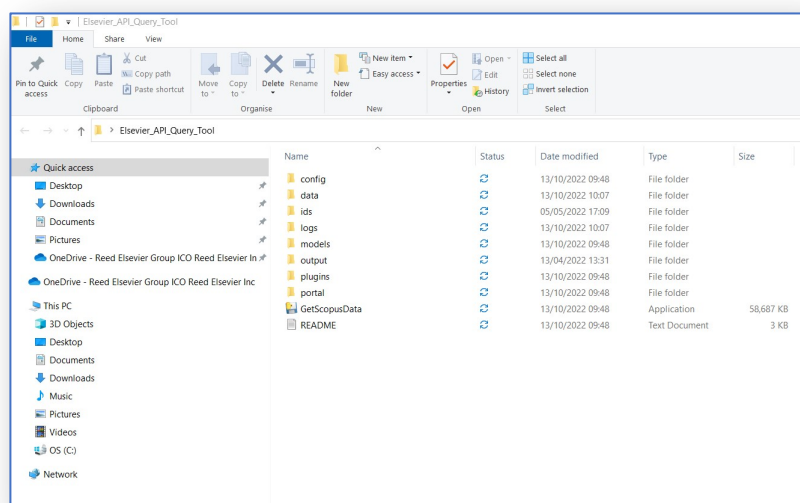 Elsevier_API_Query_Tool
File Home Share View
Pin to Quick access
Copy
Paste
Cut
Copy path
Paste shortcut
Move to
Copy to
Delete
Rename
New folder
New item
Easy access
Properties
Open
Edit
History
Select all
Select none
Invert selection
Clipboard Organise New Open Select
Elsevier_API_Query_Tool
Quick access
Desktop
Downloads
Documents
Pictures
OneDrive - Reed Elsevier Group ICO Reed Elsevier In
OneDrive - Reed Elsevier Group ICO Reed Elsevier Inc
This PC
3D Objects
Desktop
Documents
Downloads
Music
Pictures
Videos
OS (C:)
Network
Name Status Date modified Type Size
config 13/10/2022 09:48 File folder
data 13/10/2022 10:07 File folder
ids 05/05/2022 17:09 File folder
logs 13/10/2022 10:07 File folder
models 13/10/2022 09:48 File folder
output 13/04/2022 13:31 File folder
plugins 13/10/2022 09:48 File folder
portal 13/10/2022 09:48 File folder
GetScopusData 13/10/2022 09:48 Application 58,687 KB
README 13/10/2022 09:48 Text Document 3 KB